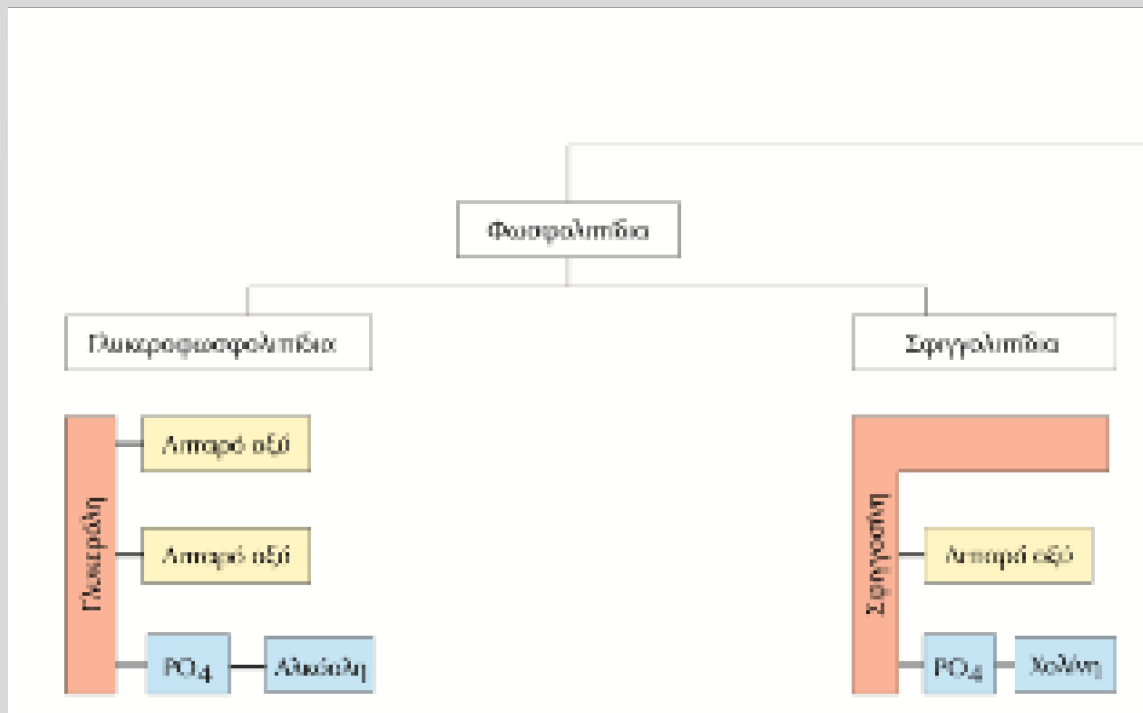 Φωσφολιπίδια
Γλυκεροφωσφολιπίδια
Σφιγγολιπίδια
Γλυκερόλη
Λιπαρό οξύ
Λιπαρό οξύ
PO4
Αλκοόλη
Σφιγγοσίνη
Λιπαρό οξύ
PO4
Χολίνη